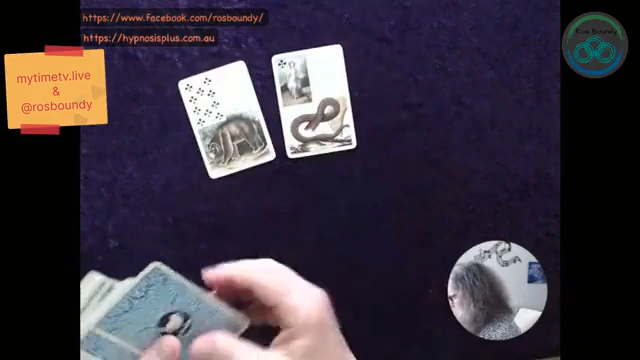 https://www.facebook.com/rosboundy/
https://hypnosisplus.com.au
mytimetv.live
&
@rosboundy
Ros Boundy